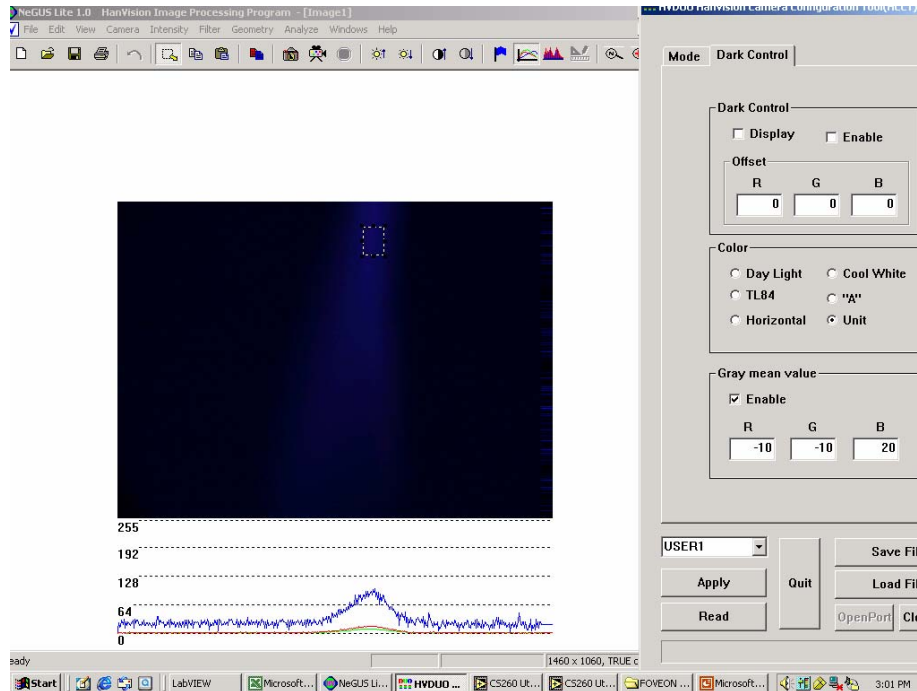 NeGUS Lite 1.0 HanVision Image Processing Program - [Image1]
File Edit View Camera Intensity Filter Geometry Analyze Windows Help
255
192
128
64
0
eady
1460 x 1060, TRUE c
HVDUO HanVision Camera Configuration Tool(HCCT)
Mode Dark Control
Dark Control
Display Enable
Offset
R G B
0 0 0
Color
Day Light Cool White
TL84 "A"
Horizontal Unit
Gray mean value
Enable
R G B
-10 -10 20
USER1
Save Fil
Apply Quit Load Fil
Read OpenPort Clo
Start LabVIEW Microsoft... NeGUS Li... HVDUO ... CS260 Ut... CS260 Ut... FOVEON ... Microsoft... 3:01 PM